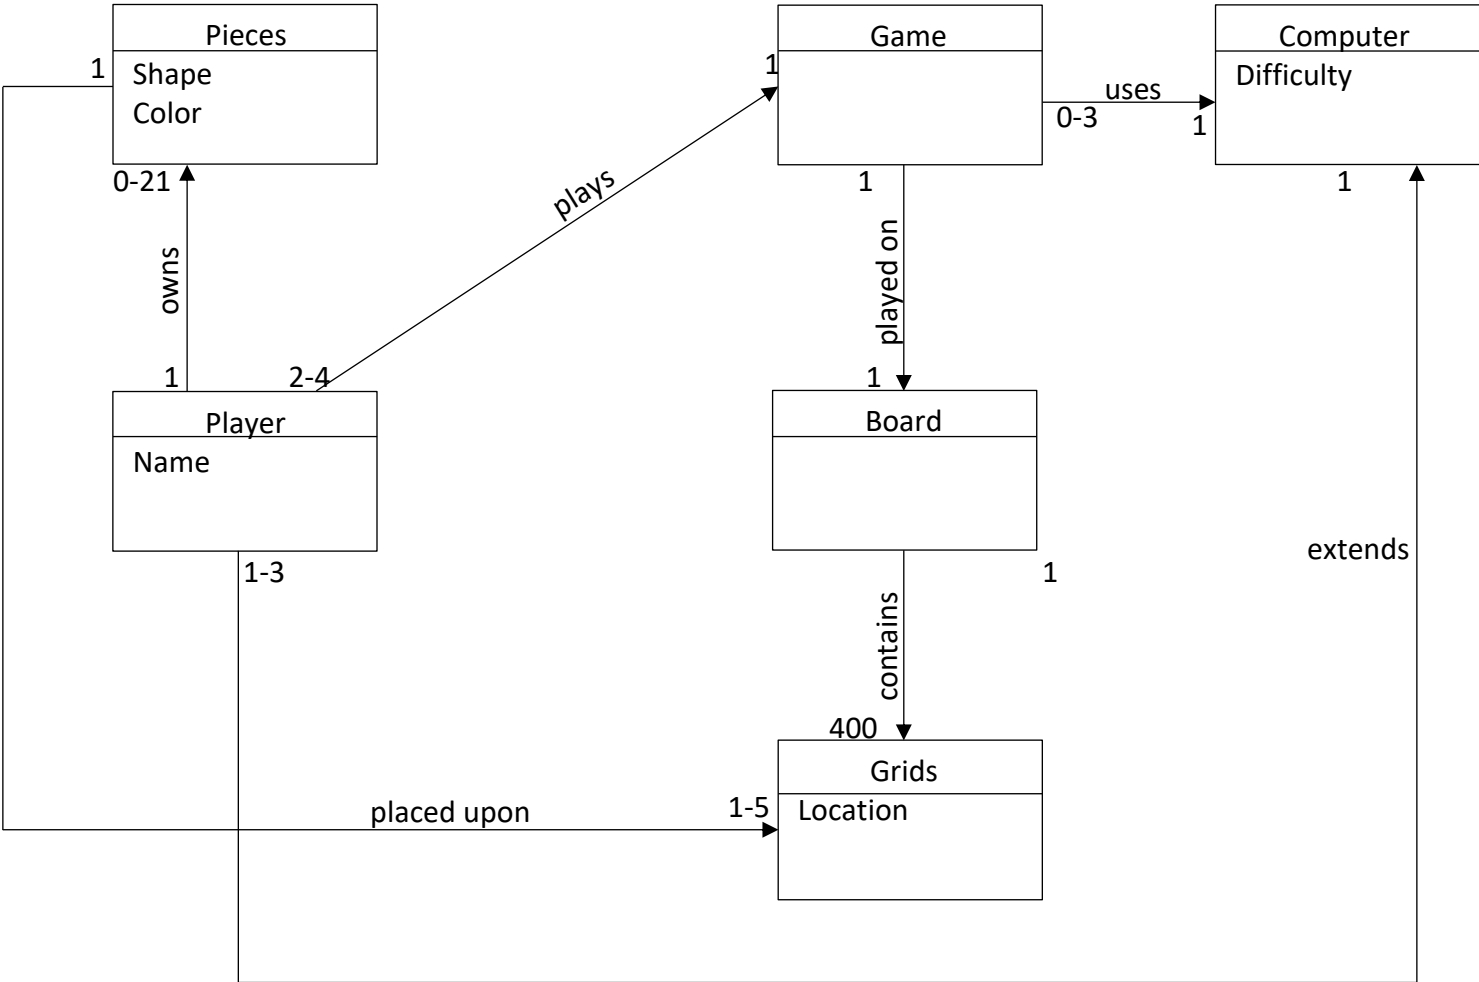 Pieces
1
Shape
Color
0-21
owns
1
2-4
Player
Name
1-3
plays
1
Game
uses
0-3
1
Computer
Difficulty
1
1
played on
1
Board
1
contains
400
Grids
1-5
Location
placed upon
extends